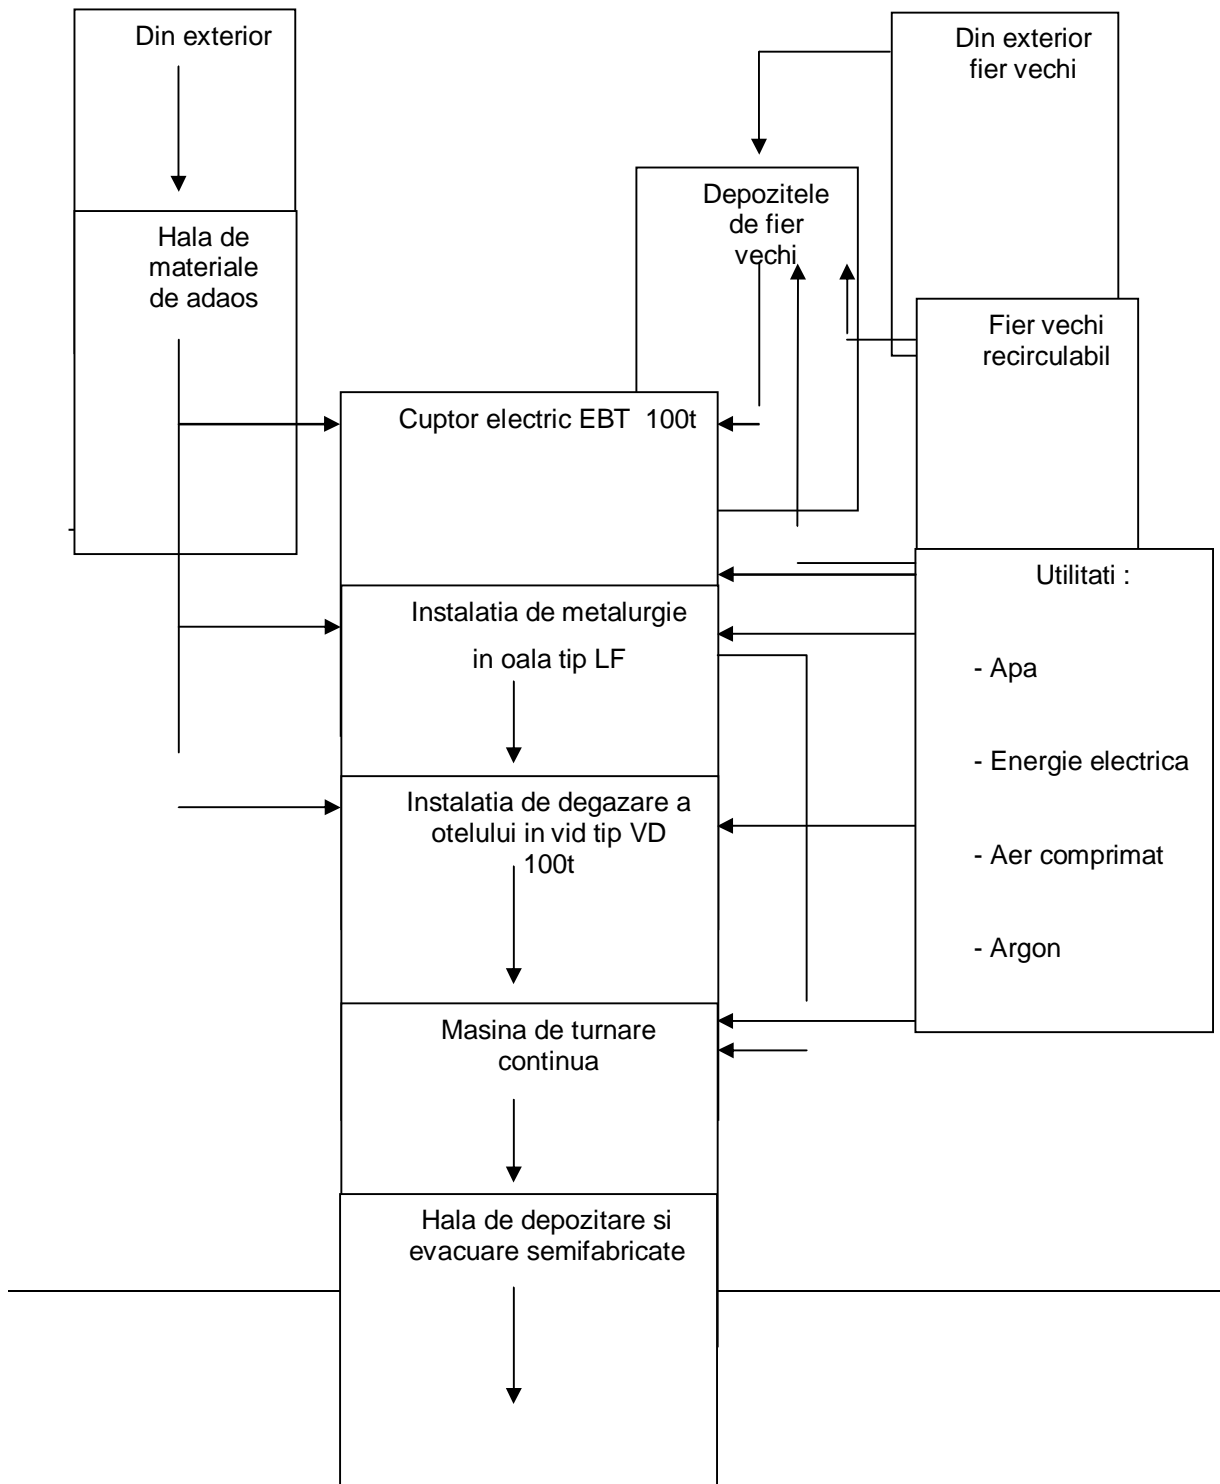 Din exterior
Din exterior
fier vechi
Depozitele
de fier
vechi
Hala de
materiale
de adaos
Fier vechi
recirculabil
Cuptor electric EBT 100t
Utilitati :
- Apa
- Energie electrica
- Aer comprimat
- Argon
Instalatia de metalurgie
in oala tip LF
Instalatia de degazare a
otelului in vid tip VD
100t
Masina de turnare
continua
Hala de depozitare si
evacuare semifabricate